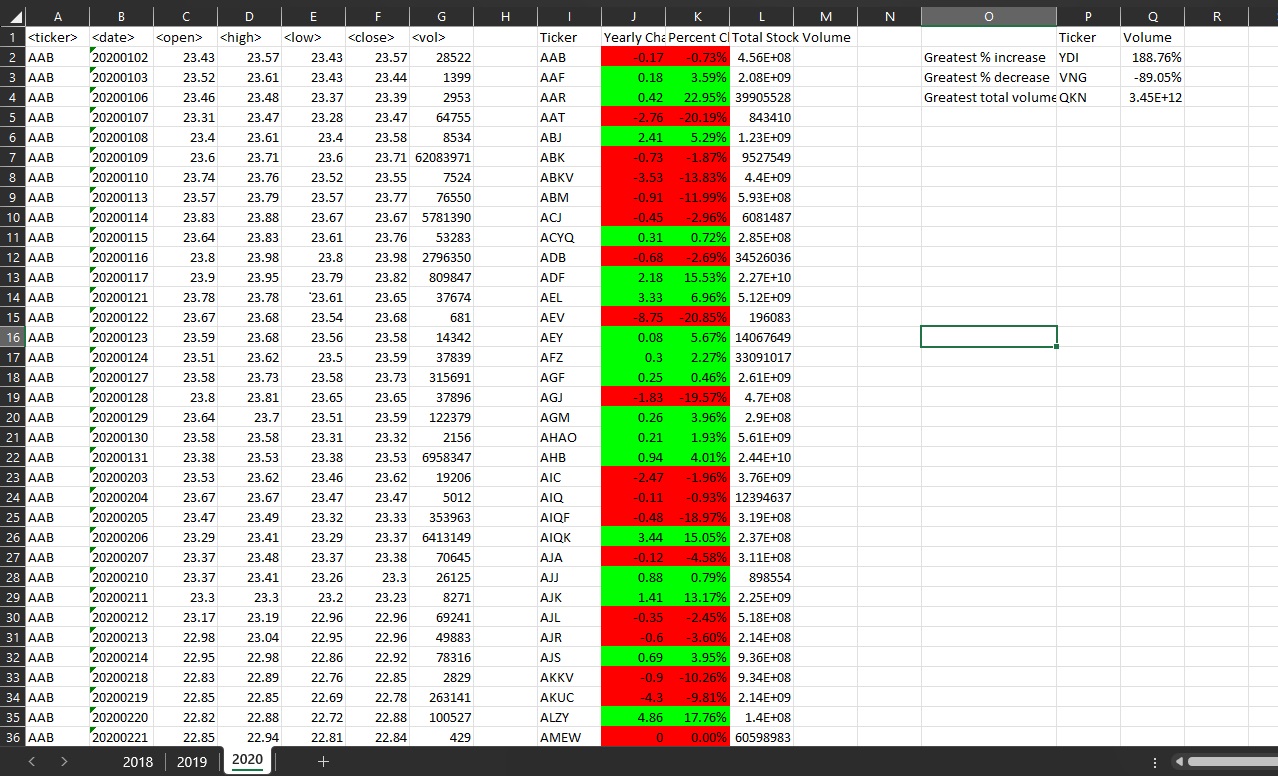 A B C D E F G H I J K L M N O P Q R
1 <ticker> <date> <open> <high> <low> <close> <vol> Ticker Yearly Cha Percent Cl Total Stock Volume Ticker Volume
2 AAB 20200102 23.43 23.57 23.43 23.57 28522 AAB -0.17 -0.73% 4.56E+08 Greatest % increase YDI 188.76%
3 AAB 20200103 23.52 23.61 23.43 23.44 1399 AAF 0.18 3.59% 2.08E+09 Greatest % decrease VNG -89.05%
4 AAB 20200106 23.46 23.48 23.37 23.39 2953 AAR 0.42 22.95% 39905528 Greatest total volume QKN 3.45E+12
5 AAB 20200107 23.31 23.47 23.28 23.47 64755 AAT -2.76 -20.19% 843410
6 AAB 20200108 23.4 23.61 23.4 23.58 8534 ABJ 2.41 5.29% 1.23E+09
7 AAB 20200109 23.6 23.71 23.6 23.71 62083971 ABK -0.73 -1.87% 9527549
8 AAB 20200110 23.74 23.76 23.52 23.55 7524 ABKV -3.53 -13.83% 4.4E+09
9 AAB 20200113 23.57 23.79 23.57 23.77 76550 ABM -0.91 -11.99% 5.93E+08
10 AAB 20200114 23.83 23.88 23.67 23.67 5781390 ACJ -0.45 -2.96% 6081487
11 AAB 20200115 23.64 23.83 23.61 23.76 53283 ACYQ 0.31 0.72% 2.85E+08
12 AAB 20200116 23.8 23.98 23.8 23.98 2796350 ADB -0.68 -2.69% 34526036
13 AAB 20200117 23.9 23.95 23.79 23.82 809847 ADF 2.18 15.53% 2.27E+10
14 AAB 20200121 23.78 23.78 23.61 23.65 37674 AEL 3.33 6.96% 5.12E+09
15 AAB 20200122 23.67 23.68 23.54 23.68 681 AEV -8.75 -20.85% 196083
16 AAB 20200123 23.59 23.68 23.56 23.58 14342 AEY 0.08 5.67% 14067649
17 AAB 20200124 23.51 23.62 23.5 23.59 37839 AFZ 0.3 2.27% 33091017
18 AAB 20200127 23.58 23.73 23.58 23.73 315691 AGF 0.25 0.46% 2.61E+09
19 AAB 20200128 23.8 23.81 23.65 23.65 37896 AGJ -1.83 -19.57% 4.7E+08
20 AAB 20200129 23.64 23.7 23.51 23.59 122379 AGM 0.26 3.96% 2.9E+08
21 AAB 20200130 23.58 23.58 23.31 23.32 2156 AHAO 0.21 1.93% 5.61E+09
22 AAB 20200131 23.38 23.53 23.38 23.53 6958347 AHB 0.94 4.01% 2.44E+10
23 AAB 20200203 23.53 23.62 23.46 23.62 19206 AIC -2.47 -1.96% 3.76E+09
24 AAB 20200204 23.67 23.67 23.47 23.47 5012 AIQ -0.11 -0.93% 12394637
25 AAB 20200205 23.47 23.49 23.32 23.33 353963 AIQF -0.48 -18.97% 3.19E+08
26 AAB 20200206 23.29 23.41 23.29 23.37 6413149 AIQK 3.44 15.05% 2.37E+08
27 AAB 20200207 23.37 23.48 23.37 23.38 70645 AJA -0.12 -4.58% 3.11E+08
28 AAB 20200210 23.37 23.41 23.26 23.3 26125 AJJ 0.88 0.79% 898554
29 AAB 20200211 23.3 23.3 23.2 23.23 8271 AJK 1.41 13.17% 2.25E+09
30 AAB 20200212 23.17 23.19 22.96 22.96 69241 AJL -0.35 -2.45% 5.18E+08
31 AAB 20200213 22.98 23.04 22.95 22.96 49883 AJR -0.6 -3.60% 2.14E+08
32 AAB 20200214 22.95 22.98 22.86 22.92 78316 AJS 0.69 3.95% 9.36E+08
33 AAB 20200218 22.83 22.89 22.76 22.85 2829 AKKV -0.9 -10.26% 9.34E+08
34 AAB 20200219 22.85 22.85 22.69 22.78 263141 AKUC -4.3 -9.81% 2.14E+09
35 AAB 20200220 22.82 22.88 22.72 22.88 100527 ALZY 4.86 17.76% 1.4E+08
36 AAB 20200221 22.85 22.94 22.81 22.84 429 AMEW 0 0.00% 60598983
2018 2019 2020